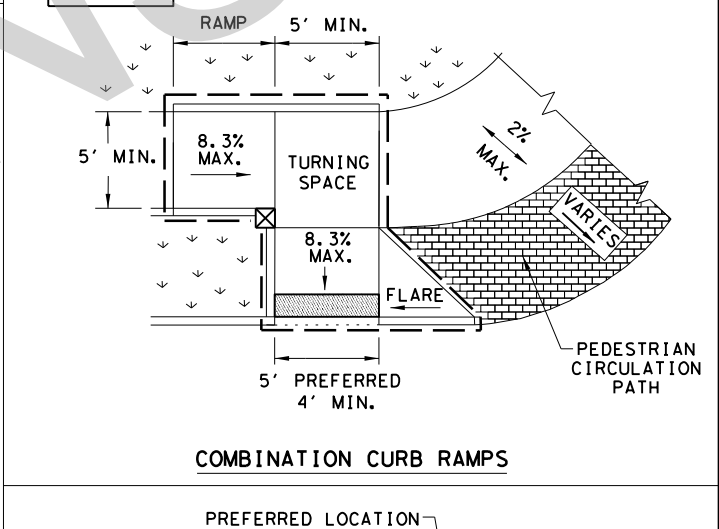 RAMP
5' MIN.
5' MIN.
8.3%
MAX.
TURNING
SPACE
2%
MAX.
VARIES
8.3%
MAX.
FLARE
PEDESTRIAN
CIRCULATION
PATH
5' PREFERRED
4' MIN.
COMBINATION CURB RAMPS
PREFERRED LOCATION